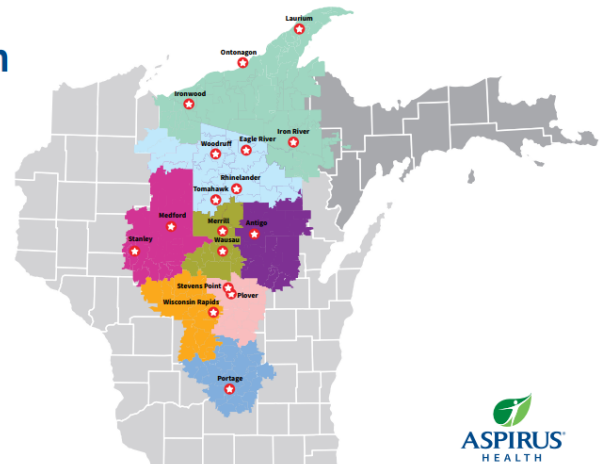 Laurium
Ontonagon
Ironwood
Iron River
Eagle River
Woodruff
Rhinelander
Tomahawk
Medford
Merrill
Antigo
Stanley
Wausau
Stevens Point
Plover
Wisconsin Rapids
Portage
ASPIRUS®
HEALTH